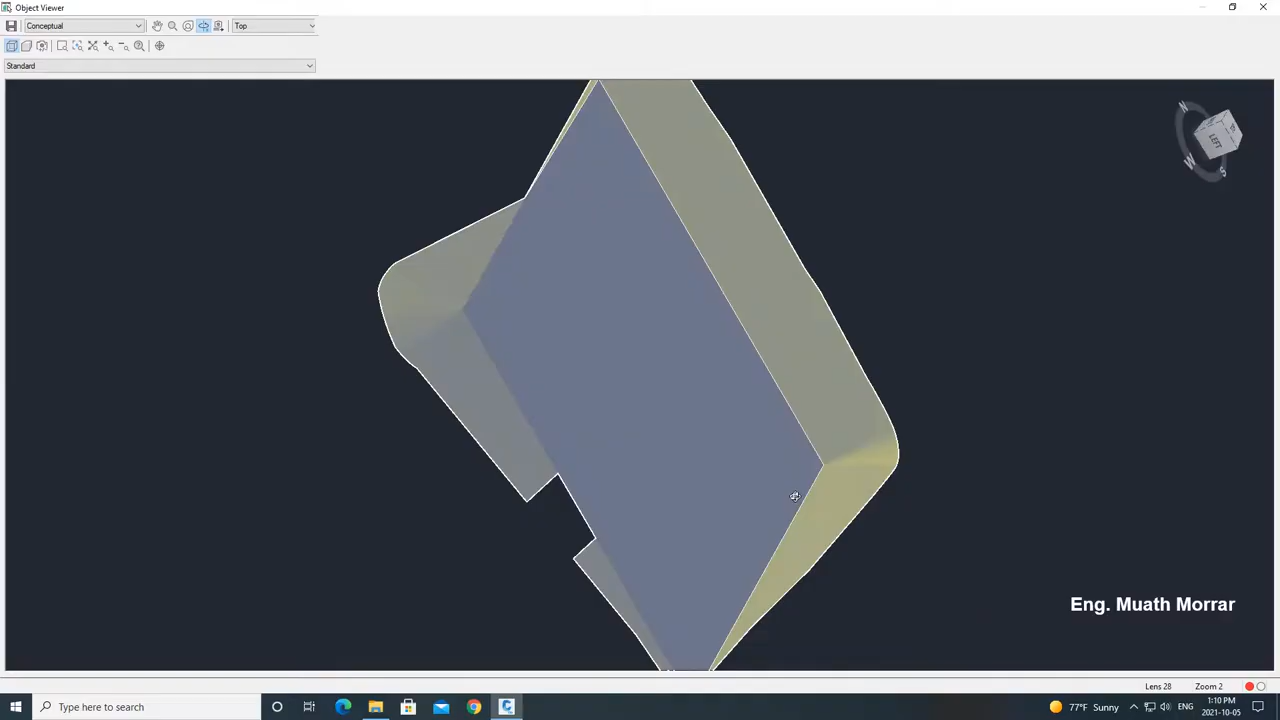 Object Viewer
Conceptual
Top
Standard
N
LEFT
W
S
Eng. Muath Morrar
Lens 28
Zoom 2
Type here to search
77°F Sunny
ENG
1:10 PM
2021-10-05